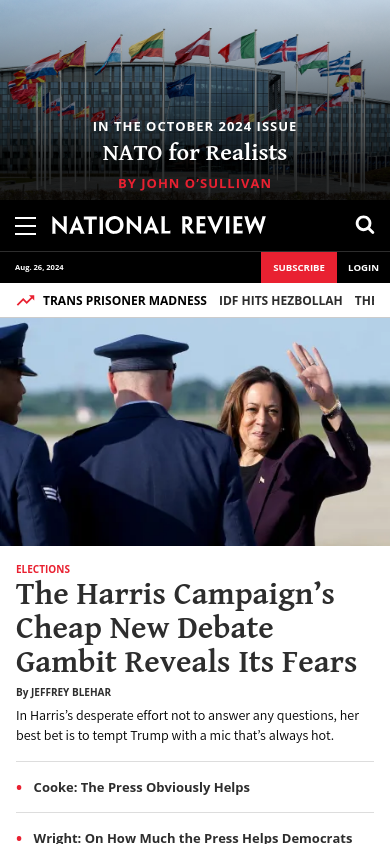 IN THE OCTOBER 2024 ISSUE
NATO for Realists
BY JOHN O'SULLIVAN
NATIONAL REVIEW
Aug. 26, 2024
SUBSCRIBE
LOGIN
TRANS PRISONER MADNESS IDF HITS HEZBOLLAH THI
ELECTIONS
The Harris Campaign’s
Cheap New Debate
Gambit Reveals Its Fears
By JEFFREY BLEHAR
In Harris’s desperate effort not to answer any questions, her
best bet is to tempt Trump with a mic that’s always hot.
• Cooke: The Press Obviously Helps
• Wright: On How Much the Press Helps Democrats